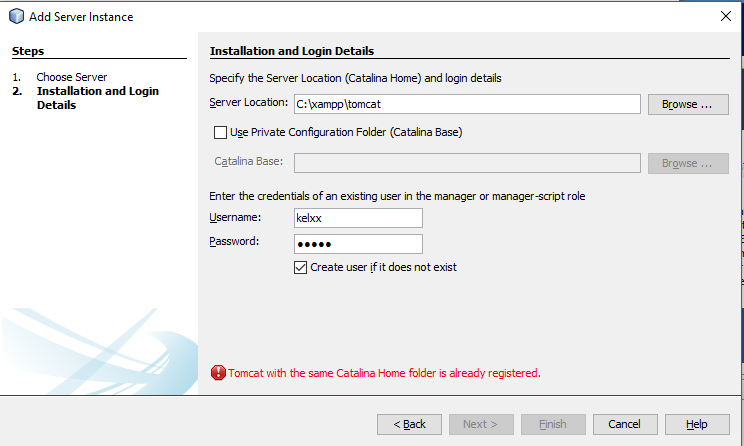 Add Server Instance
Steps
1. Choose Server
2. Installation and Login
Details
Installation and Login Details
Specify the Server Location (Catalina Home) and login details
Server Location: C:\xampp\tomcat Browse ...
Use Private Configuration Folder (Catalina Base)
Catalina Base: Browse ...
Enter the credentials of an existing user in the manager or manager-script role
Username: kelxx
Password: •••••
Create user if it does not exist
Tomcat with the same Catalina Home folder is already registered.
< Back Next > Finish Cancel Help